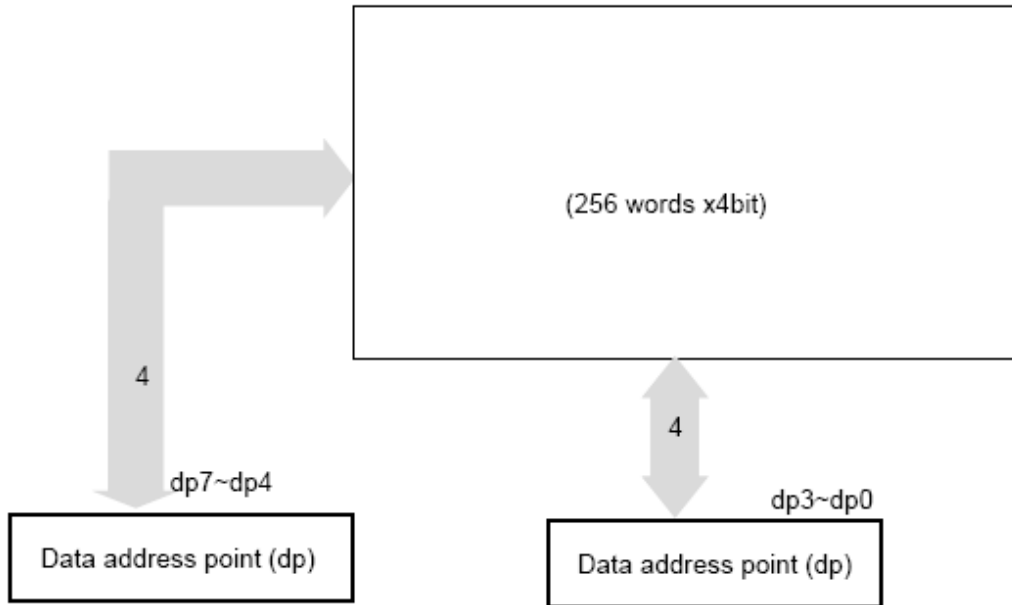 (256 words x4bit)
4
4
dp7~dp4
dp3~dp0
Data address point (dp)
Data address point (dp)